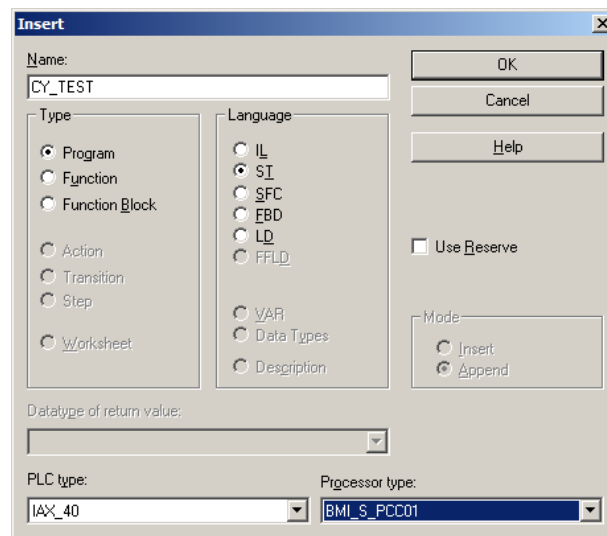 Insert
Name:
CY_TEST
OK
Cancel
Help
Type
Program
Function
Function Block
Action
Transition
Step
Worksheet
Language
IL
ST
SFC
FBD
LD
FFLD
VAR
Data Types
Description
Use Reserve
Mode
Insert
Append
Datatype of return value:
PLC type:
IAX_40
Processor type:
BMI_S_PCC01